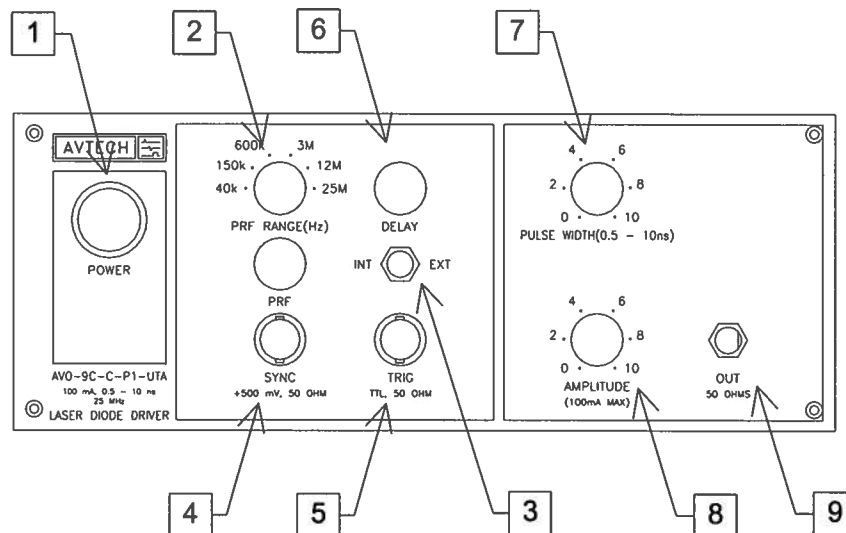 1
2
6
7
AVTECH
600k
3M
150k
12M
40k
25M
PRF RANGE(Hz)
DELAY
POWER
INT
EXT
PRF
SYNC
+500 mV, 50 OHM
TRIG
TTL, 50 OHM
AVO-9C-C-P1-UTA
100 mA, 0.5 - 10 ns
25 MHz
LASER DIODE DRIVER
4
6
2
8
0
10
PULSE WIDTH(0.5 - 10ns)
4
6
2
8
0
10
AMPLITUDE
(100mA MAX)
OUT
50 OHMS
4
5
3
8
9